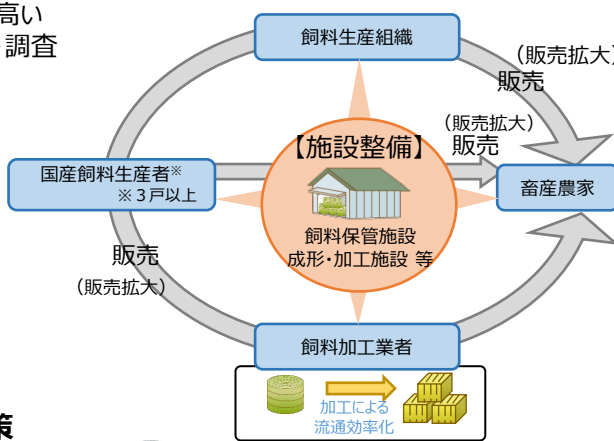 高い
調査
飼料生産組織
（販売拡大）
販売
（販売拡大）
販売
【施設整備】
国産飼料生産者※
※３戸以上
畜産農家
飼料保管施設
成形・加工施設 等
販売
（販売拡大）
飼料加工業者
加工による
流通効率化
策